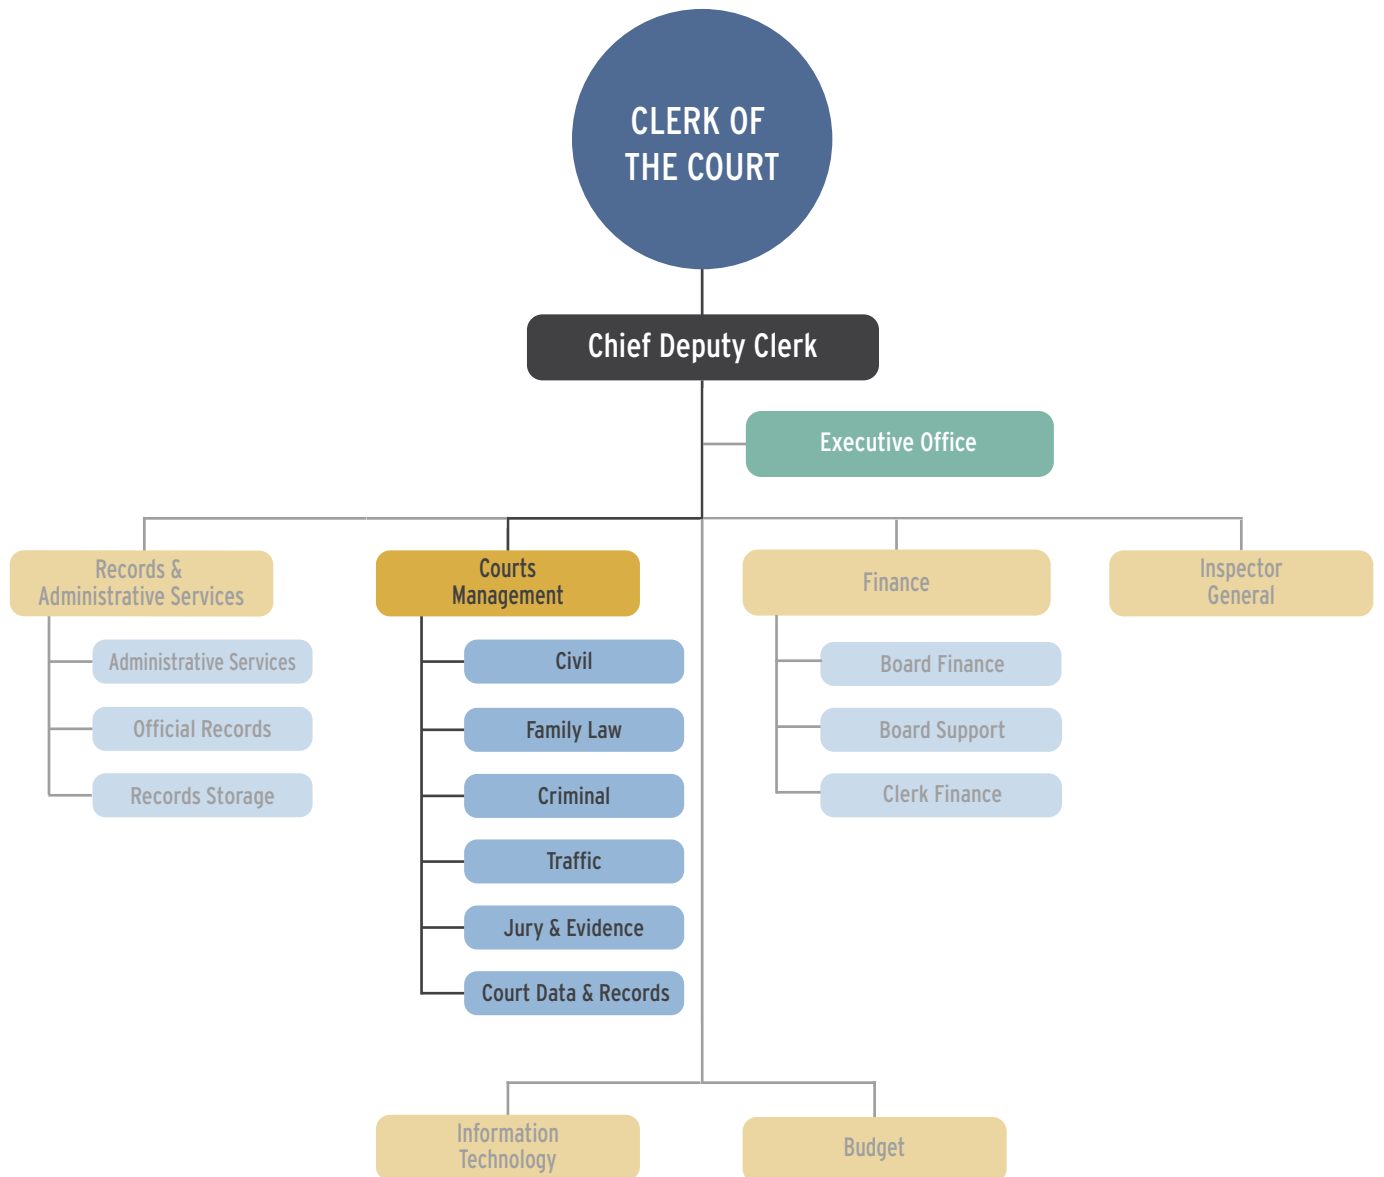 CLERK OF
THE COURT
Chief Deputy Clerk
Executive Office
Records &
Administrative Services
Administrative Services
Official Records
Records Storage
Courts
Management
Civil
Family Law
Criminal
Traffic
Jury & Evidence
Court Data & Records
Finance
Board Finance
Board Support
Clerk Finance
Inspector
General
Information
Technology
Budget